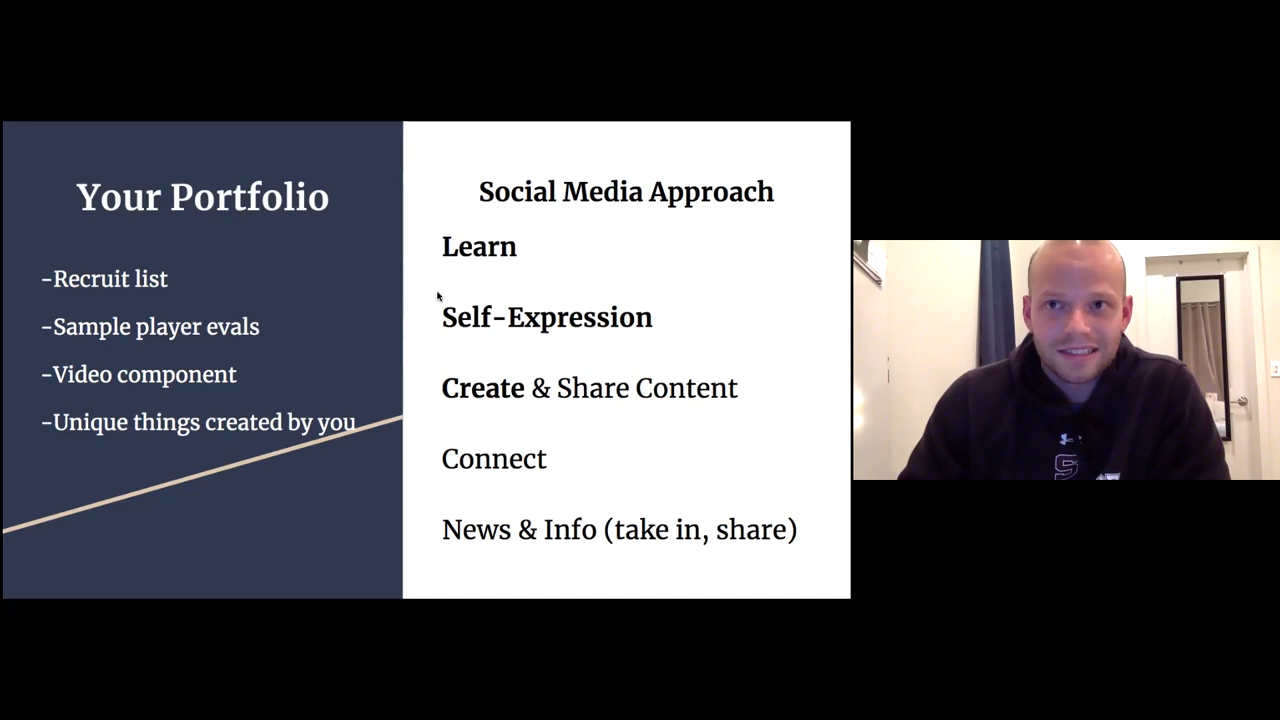 Your Portfolio
-Recruit list
-Sample player evals
-Video component
-Unique things created by you
Social Media Approach
Learn
Self-Expression
Create & Share Content
Connect
News & Info (take in, share)